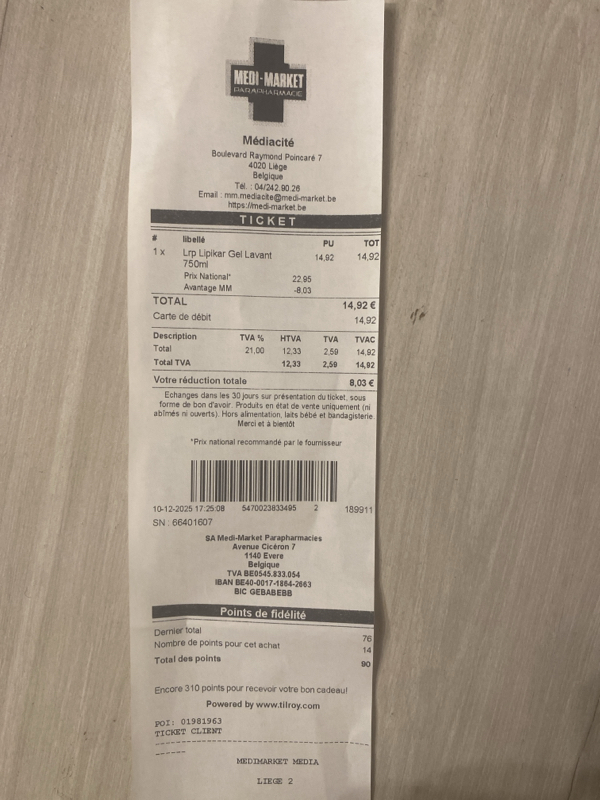 MEDI-MARKET
PARAPHARMACIE
Médiacité
Boulevard Raymond Poincaré 7
4020 Liège
Belgique
Tél. : 04/242.90.26
Email : mm.mediacite@medi-market.be
https://medi-market.be
TICKET
# libellé PU TOT
1 x Lrp Lipikar Gel Lavant 14,92 14,92
750ml
Prix National* 22.95
Avantage MM -8.03
TOTAL 14,92 €
Carte de débit 14,92
Description TVA % HTVA TVA TVAC
Total 21,00 12,33 2,59 14,92
Total TVA 12,33 2,59 14,92
Votre réduction totale 8,03 €
Echanges dans les 30 jours sur présentation du ticket, sous
forme de bon d'avoir. Produits en état de vente uniquement (ni
abîmés ni ouverts). Hors alimentation, laits bébé et bandagisterie.
Merci et à bientôt
*Prix national recommandé par le fournisseur
10-12-2025 17:25:08 5470023833495 2 189911
SN : 66401607
SA Medi-Market Parapharmacies
Avenue Cicéron 7
1140 Evere
Belgique
TVA BE0545.833.054
IBAN BE40-0017-1864-2663
BIC GEBABEBB
Points de fidélité
Dernier total 76
Nombre de points pour cet achat 14
Total des points 90
Encore 310 points pour recevoir votre bon cadeau!
Powered by www.tilroy.com
POI: 01981963
TICKET CLIENT
MEDIMARKET MEDIA
LIEGE 2